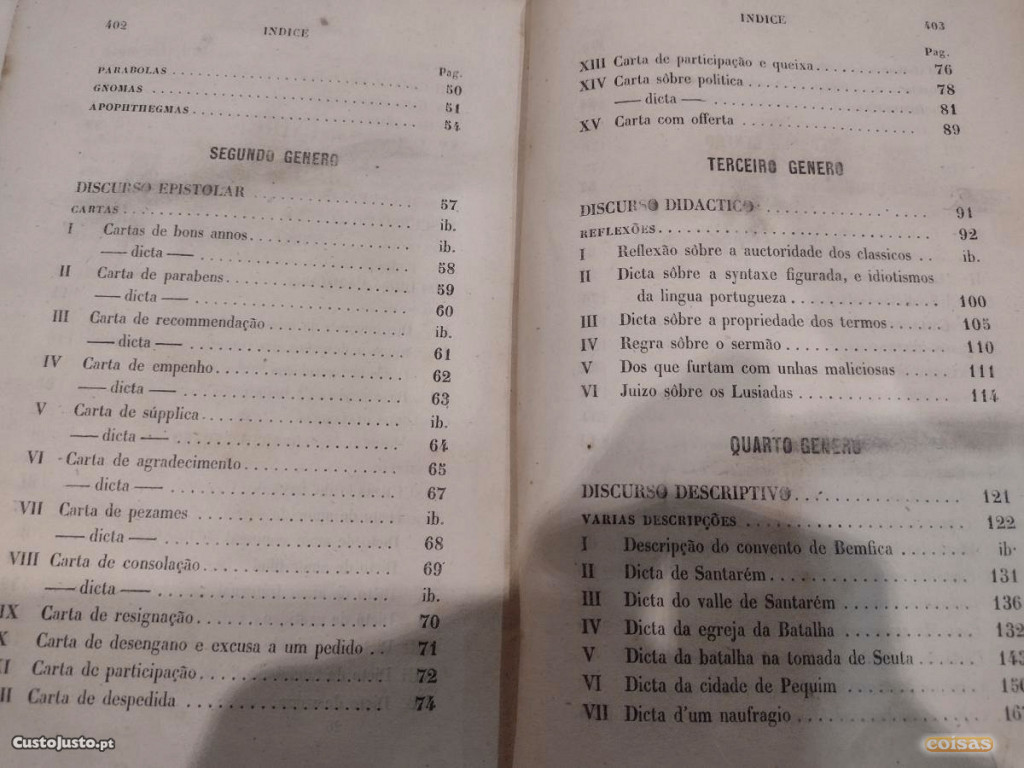 402
INDICE
Pag.
PARABOLAS 50
GNOMAS 51
APOPHTHEGMAS 54
SEGUNDO GENERO
DISCURSO EPISTOLAR 57
CARTAS ib.
I Cartas de bons annos ib.
— dicta — 58
II Carta de parabens 59
— dicta — 60
III Carta de recommendação ib.
— dicta — 61
IV Carta de empenho 62
— dicta — 63
V Carta de súpplica ib.
— dicta — 64
VI Carta de agradecimento 65
— dicta — 67
VII Carta de pezames ib.
— dicta — 68
VIII Carta de consolação 69
— dicta — ib.
IX Carta de resignação 70
X Carta de desengano e excusa a um pedido 71
XI Carta de participação 72
II Carta de despedida 74
INDICE
403
Pag.
XIII Carta de participação e queixa 76
XIV Carta sôbre politica 78
— dicta — 81
XV Carta com offerta 89
TERCEIRO GENERO
DISCURSO DIDACTICO 91
REFLEXÕES 92
I Reflexão sôbre a auctoridade dos classicos ib.
II Dicta sôbre a syntaxe figurada, e idiotismos
da lingua portugueza 100
III Dicta sôbre a propriedade dos termos 105
IV Regra sôbre o sermão 110
V Dos que furtam com unhas maliciosas 111
VI Juizo sôbre os Lusiadas 114
QUARTO GENERO
DISCURSO DESCRIPTIVO 121
VARIAS DESCRIPÇÕES 122
I Descripção do convento de Bemfica ib.
II Dicta de Santarém 131
III Dicta do valle de Santarém 136
IV Dicta da egreja da Batalha 132
V Dicta da batalha na tomada de Seuta 143
VI Dicta da cidade de Pequim 150
VII Dicta d'um naufragio 167
CustoJusto.pt
coisas